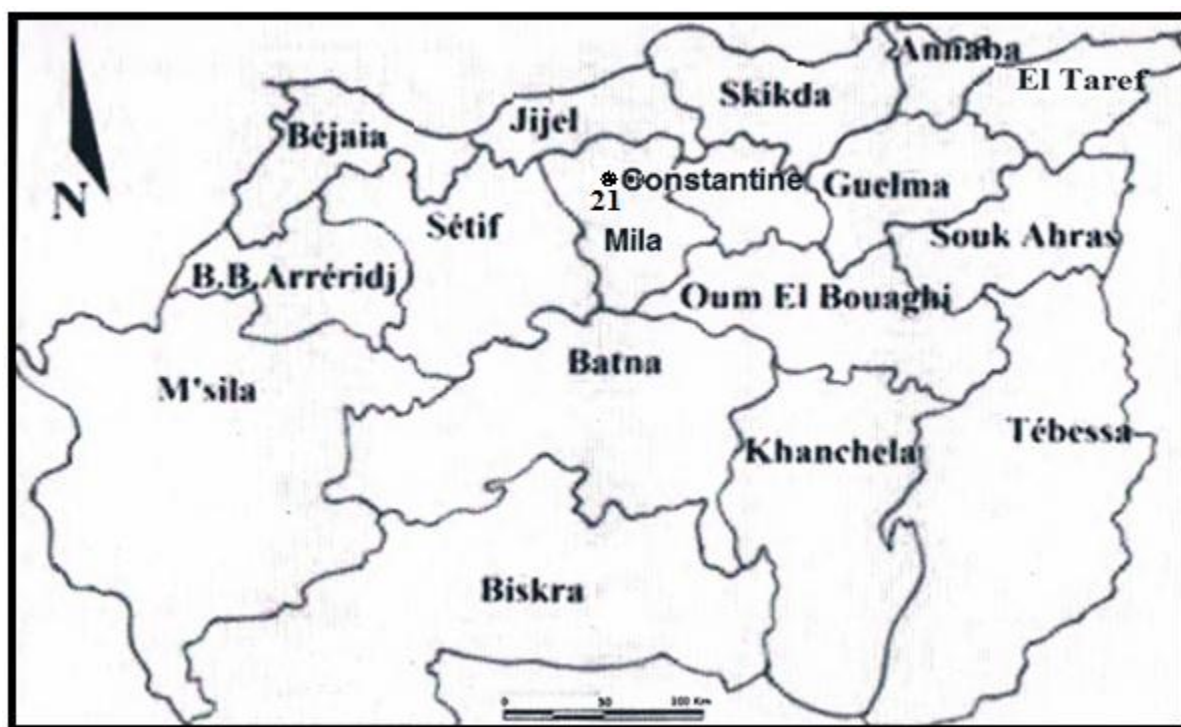 Annaba
El Taref
Skikda
Jijel
Béjaia
N
Constantine
Guelma
21
Sétif
Mila
Souk Ahras
B.B.Arréridj
Oum El Bouaghi
Batna
M'sila
Khanchela
Tébessa
Biskra
0 50 100 Km